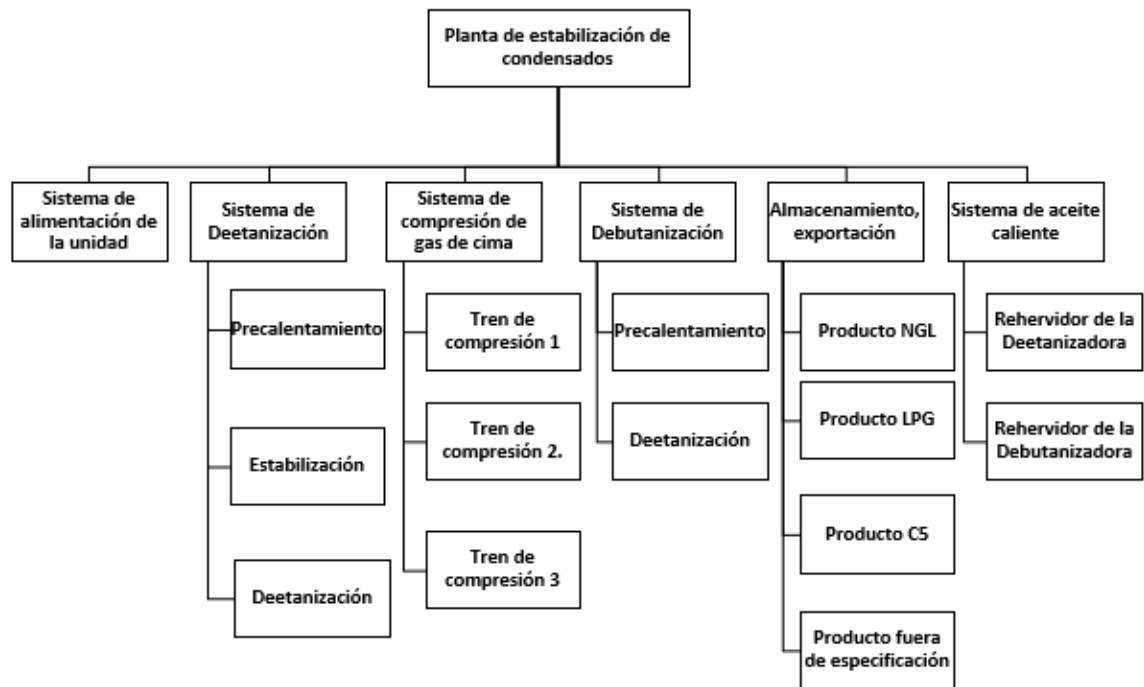 Planta de estabilización de
condensados
Sistema de
alimentación de
la unidad
Sistema de
Deetanización
Sistema de
compresión de
gas de cima
Sistema de
Debutanización
Almacenamiento,
exportación
Sistema de aceite
caliente
Precalentamiento
Estabilización
Deetanización
Tren de
compresión 1
Tren de
compresión 2.
Tren de
compresión 3
Precalentamiento
Deetanización
Producto NGL
Producto LPG
Producto C5
Producto fuera
de especificación
Rehervidor de la
Deetanizadora
Rehervidor de la
Debutanizadora